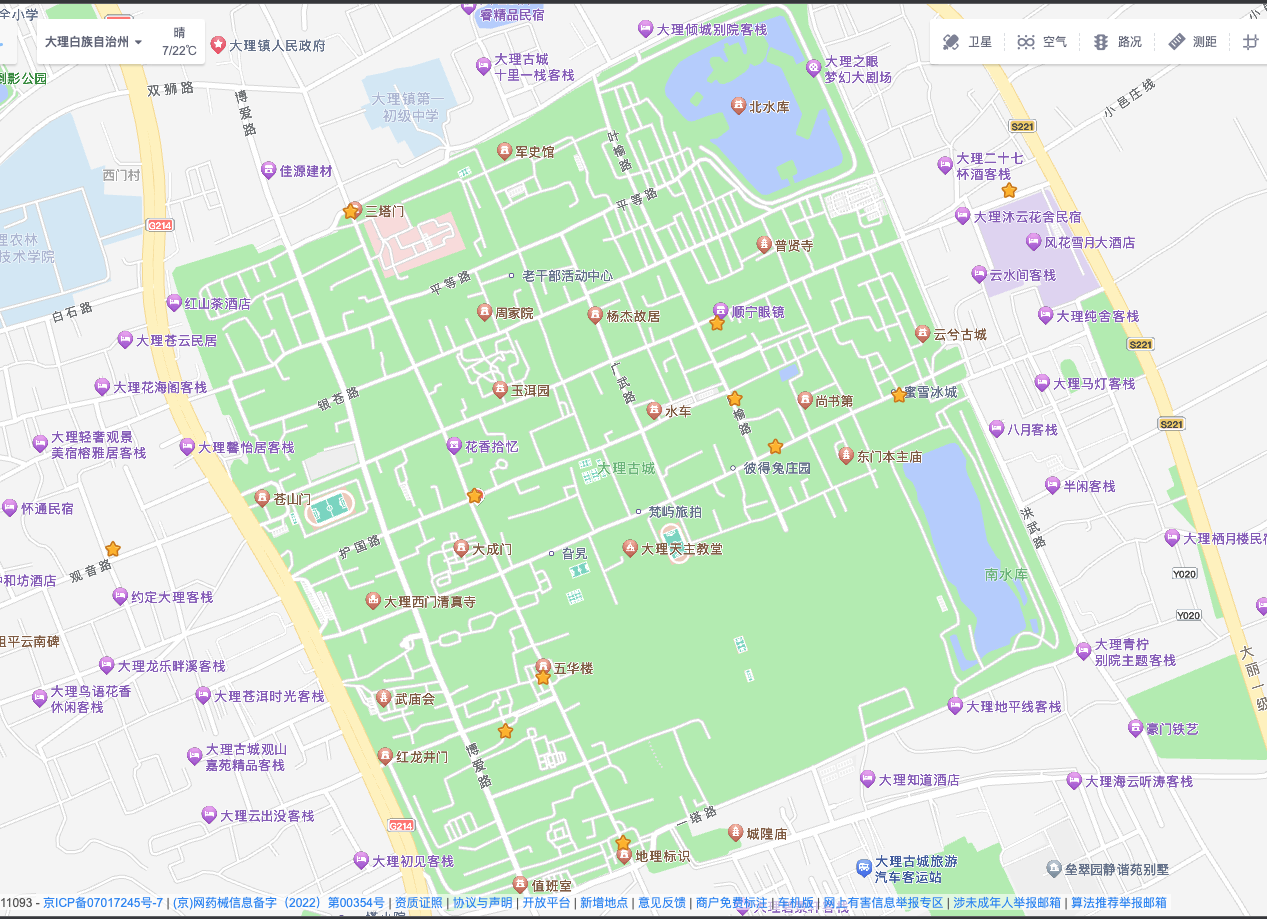 睿精品民宿
大理倾城别院客栈
大理白族自治州
晴
7/22℃
大理镇人民政府
卫星
空气
路况
测距
大理古城
十里一栈客栈
大理之眼
梦幻大剧场
倒影公园
双狮路
博爱路
大理镇第一
初级中学
北水库
小邑庄线
S221
叶榆路
军史馆
大理二十七
杯酒客栈
西门村
佳源建材
平等路
三塔门
大理沐云花舍民宿
G214
风花雪月大酒店
理农林
技术学院
普贤寺
老干部活动中心
云水间客栈
平等路
白石路
红山茶酒店
周家院
杨杰故居
顺宁眼镜
大理纯舍客栈
大理苍云民居
云兮古城
S221
广武路
大理花海阁客栈
玉洱园
大理马灯客栈
银苍路
蜜雪冰城
尚书第
水车
榆路
S221
八月客栈
大理轻奢观景
美宿榕雅居客栈
大理馨怡居客栈
花香拾忆
东门本主庙
大理古城
彼得兔庄园
半闲客栈
苍山门
怀通民宿
梵屿旅拍
洪武路
护国路
大成门
旮旯
大理天主教堂
大理栖月楼民宿
观音路
和坊酒店
南水库
Y020
约定大理客栈
大理西门清真寺
Y020
平云南碑
大理青柠
别院主题客栈
大理龙乐畔溪客栈
五华楼
大丽一级
大理鸟语花香
休闲客栈
大理苍洱时光客栈
武庙会
大理地平线客栈
豪门铁艺
大理古城观山
嘉苑精品客栈
红龙井门
博爱路
大理知道酒店
大理海云听涛客栈
大理云出没客栈
G214
一塔路
城隍庙
大理初见客栈
地理标识
大理古城旅游
汽车客运站
垒翠园静谐苑别墅
值班室
11093 - 京ICP备07017245号-7 | (京)网药械信息备字（2022）第00354号 | 资质证照 | 协议与声明 | 开放平台 | 新增地点 | 意见反馈 | 商户免费标注 | 车机版 | 网上有害信息举报专区 | 涉未成年人举报邮箱 | 算法推荐举报邮箱